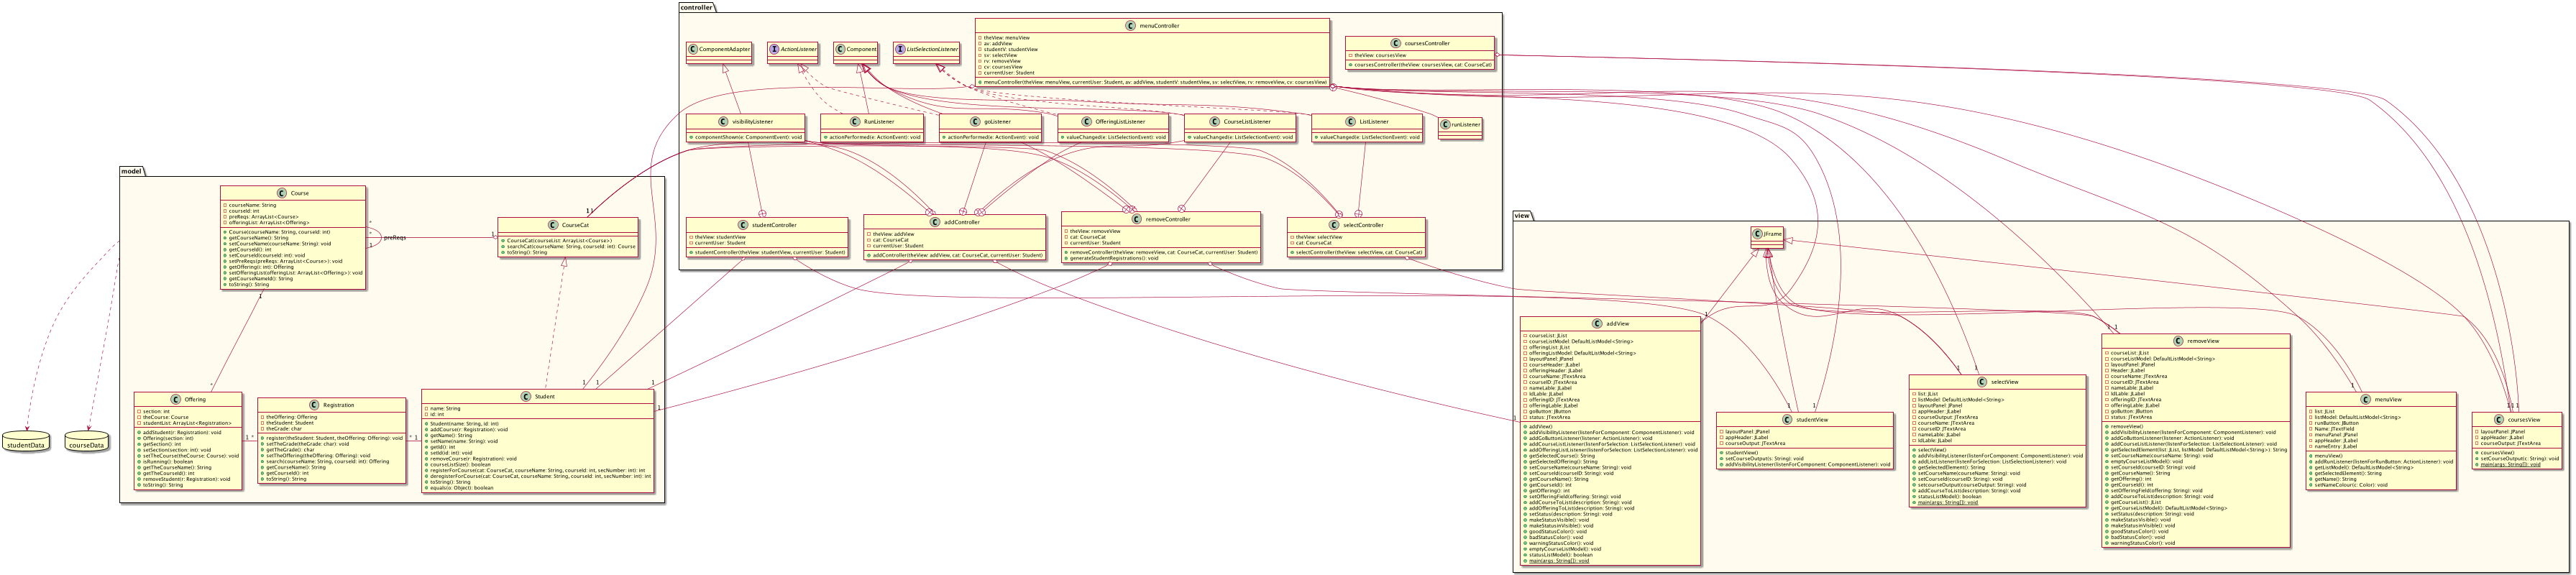 controller
menuController
theView: menuView
av: addView
studentV: studentView
sv: selectView
rv: removeView
cv: coursesView
currentUser: Student
menuController(theView: menuView, currentUser: Student, av: addView, studentV: studentView, sv: selectView, rv: removeView, cv: coursesView)
ComponentAdapter
ActionListener
Component
ListSelectionListener
coursesController
theView: coursesView
coursesController(theView: coursesView, cat: CourseCat)
visibilityListener
componentShown(e: ComponentEvent): void
RunListener
actionPerformed(e: ActionEvent): void
goListener
actionPerformed(e: ActionEvent): void
OfferingListListener
valueChanged(e: ListSelectionEvent): void
CourseListListener
valueChanged(e: ListSelectionEvent): void
ListListener
valueChanged(e: ListSelectionEvent): void
runListener
studentController
theView: studentView
currentUser: Student
studentController(theView: studentView, currentUser: Student)
addController
theView: addView
cat: CourseCat
currentUser: Student
addController(theView: addView, cat: CourseCat, currentUser: Student)
removeController
theView: removeView
cat: CourseCat
currentUser: Student
removeController(theView: removeView, cat: CourseCat, currentUser: Student)
generateStudentRegistrations(): void
selectController
theView: selectView
cat: CourseCat
selectController(theView: selectView, cat: CourseCat)
model
Course
courseName: String
courseId: int
preReqs: ArrayList<Course>
offeringList: ArrayList<Offering>
Course(courseName: String, courseId: int)
getCourseName(): String
setCourseName(courseName: String): void
getCourseId(): int
setCourseId(courseId: int): void
setPreReqs(preReqs: ArrayList<Course>): void
getOffering(i: int): Offering
setOfferingList(offeringList: ArrayList<Offering>): void
getCourseNameId(): String
toString(): String
*
*
1
preReqs
1
1
1
CourseCat
CourseCat(courseList: ArrayList<Course>)
searchCat(courseName: String, courseId: int): Course
toString(): String
1
*
Offering
section: int
theCourse: Course
studentList: ArrayList<Registration>
addStudent(r: Registration): void
Offering(section: int)
getSection(): int
setSection(section: int): void
setTheCourse(theCourse: Course): void
isRunning(): boolean
getTheCourseName(): String
getTheCourseId(): int
removeStudent(r: Registration): void
toString(): String
1
*
Registration
theOffering: Offering
theStudent: Student
theGrade: char
register(theStudent: Student, theOffering: Offering): void
setTheGrade(theGrade: char): void
getTheGrade(): char
setTheOffering(theOffering: Offering): void
search(courseName: String, courseId: int): Offering
getCourseName(): String
getCourseId(): int
toString(): String
*
1
1
1
1
1
Student
name: String
id: int
Student(name: String, id: int)
addCourse(r: Registration): void
getName(): String
setName(name: String): void
getId(): int
setId(id: int): void
removeCourse(r: Registration): void
courseListSize(): boolean
registerForCourse(cat: CourseCat, courseName: String, courseId: int, secNumber: int): int
deregisterForCourse(cat: CourseCat, courseName: String, courseId: int, secNumber: int): int
toString(): String
equals(o: Object): boolean
studentData
courseData
view
JFrame
1
1
addView
courseList: JList
courseListModel: DefaultListModel<String>
offeringList: JList
offeringListModel: DefaultListModel<String>
layoutPanel: JPanel
courseHeader: JLabel
offeringHeader: JLabel
courseName: JTextArea
courseID: JTextArea
nameLable: JLabel
IdLable: JLabel
offeringID: JTextArea
offeringLable: JLabel
goButton: JButton
status: JTextArea
addView()
addVisibilityListener(listenForComponent: ComponentListener): void
addGoButtonListener(listener: ActionListener): void
addCourseListListener(listenForSelection: ListSelectionListener): void
addOfferingListListener(listenForSelection: ListSelectionListener): void
getSelectedCourse(): String
getSelectedOffering(): String
setCourseName(courseName: String): void
setCourseId(courseID: String): void
getCourseName(): String
getCourseId(): int
getOffering(): int
setOfferingField(offering: String): void
addCourseToList(description: String): void
addOfferingToList(description: String): void
setStatus(description: String): void
makeStatusVisible(): void
makeStatusinVisible(): void
goodStatusColor(): void
badStatusColor(): void
warningStatusColor(): void
emptyCourseListModel(): void
statusListModel(): boolean
main(args: String[]): void
1
1
studentView
layoutPanel: JPanel
appHeader: JLabel
courseOutput: JTextArea
studentView()
setCourseOutput(s: String): void
addVisibilityListener(listenForComponent: ComponentListener): void
1
1
selectView
list: JList
listModel: DefaultListModel<String>
layoutPanel: JPanel
appHeader: JLabel
courseOutput: JTextArea
courseName: JTextArea
courseID: JTextArea
nameLable: JLabel
IdLable: JLabel
selectView()
addVisibilityListener(listenForComponent: ComponentListener): void
addListListener(listenForSelection: ListSelectionListener): void
getSelectedElement(): String
setCourseName(courseName: String): void
setCourseId(courseID: String): void
setcourseOutput(courseOutput: String): void
addCourseToList(description: String): void
statusListModel(): boolean
main(args: String[]): void
1
1
removeView
courseList: JList
courseListModel: DefaultListModel<String>
layoutPanel: JPanel
Header: JLabel
courseName: JTextArea
courseID: JTextArea
nameLable: JLabel
IdLable: JLabel
offeringID: JTextArea
offeringLable: JLabel
goButton: JButton
status: JTextArea
removeView()
addVisibilityListener(listenForComponent: ComponentListener): void
addGoButtonListener(listener: ActionListener): void
getSelectedElement(list: JList, listModel: DefaultListModel<String>): String
setCourseName(courseName: String): void
emptyCourseListModel(): void
setCourseId(courseID: String): void
getCourseName(): String
getOffering(): int
getCourseId(): int
setOfferingField(offering: String): void
addCourseListListener(listenForSelection: ListSelectionListener): void
addCourseToList(description: String): void
getCourseList(): JList
getCourseListModel(): DefaultListModel<String>
setStatus(description: String): void
makeStatusVisible(): void
makeStatusinVisible(): void
goodStatusColor(): void
badStatusColor(): void
warningStatusColor(): void
1
menuView
list: JList
listModel: DefaultListModel<String>
runButton: JButton
Name: JTextField
menuPanel: JPanel
appHeader: JLabel
nameEntry: JLabel
menuView()
addRunListener(listenForRunButton: ActionListener): void
getListModel(): DefaultListModel<String>
getSelectedElement(): String
getName(): String
setNameColour(c: Color): void
1
1
1
coursesView
layoutPanel: JPanel
appHeader: JLabel
courseOutput: JTextArea
coursesView()
setCourseOutput(c: String): void
main(args: String[]): void